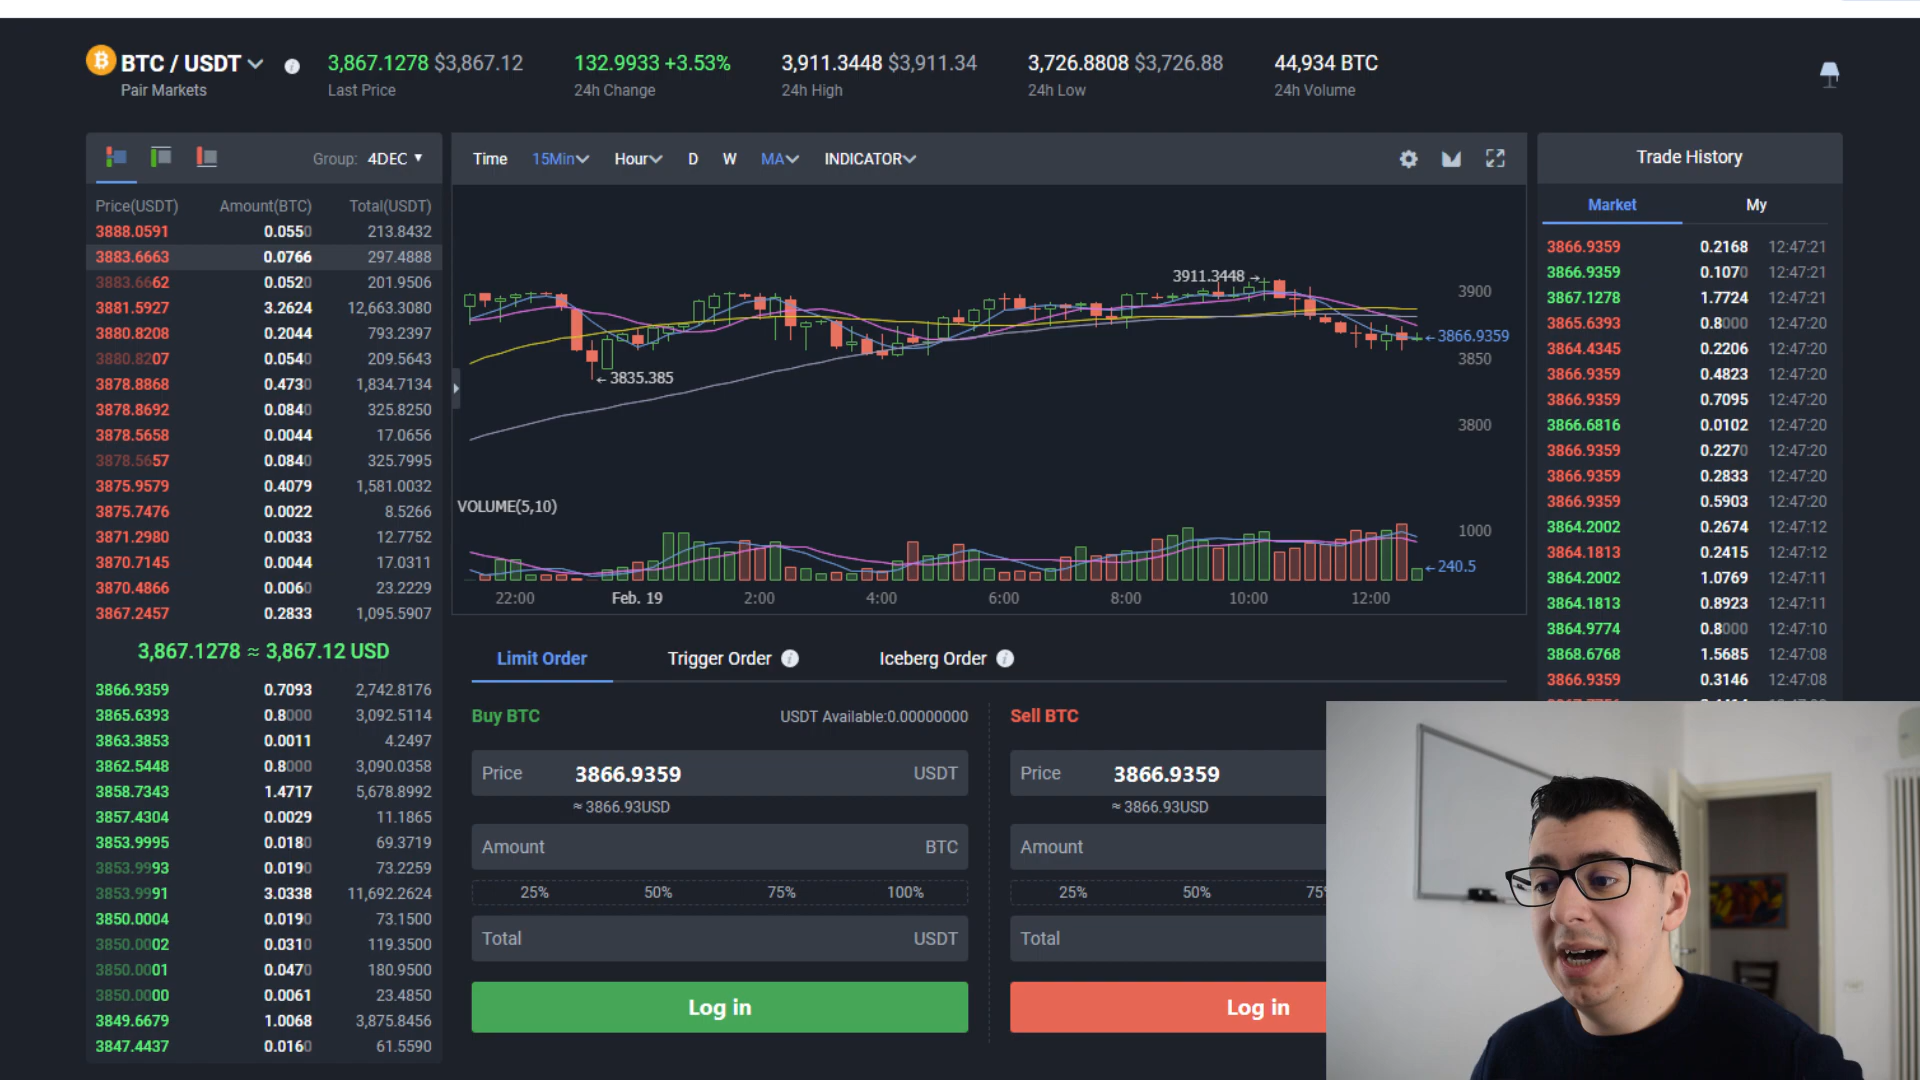 BTC / USDT
Pair Markets
3,867.1278 $3,867.12
Last Price
132.9933 +3.53%
24h Change
3,911.3448 $3,911.34
24h High
3,726.8808 $3,726.88
24h Low
44,934 BTC
24h Volume
Group: 4DEC
Price(USDT) Amount(BTC) Total(USDT)
3888.0591 0.0550 213.8432
3883.6663 0.0766 297.4888
3883.6662 0.0520 201.9506
3881.5927 3.2624 12,663.3080
3880.8208 0.2044 793.2397
3880.8207 0.0540 209.5643
3878.8868 0.4730 1,834.7134
3878.8692 0.0840 325.8250
3878.5658 0.0044 17.0656
3878.5657 0.0840 325.7995
3875.9579 0.4079 1,581.0032
3875.7476 0.0022 8.5266
3871.2980 0.0033 12.7752
3870.7145 0.0044 17.0311
3870.4866 0.0060 23.2229
3867.2457 0.2833 1,095.5907
3,867.1278 ≈ 3,867.12 USD
3866.9359 0.7093 2,742.8176
3865.6393 0.8000 3,092.5114
3863.3853 0.0011 4.2497
3862.5448 0.8000 3,090.0358
3858.7343 1.4717 5,678.8992
3857.4304 0.0029 11.1865
3853.9995 0.0180 69.3719
3853.9993 0.0190 73.2259
3853.9991 3.0338 11,692.2624
3850.0004 0.0190 73.1500
3850.0002 0.0310 119.3500
3850.0001 0.0470 180.9500
3850.0000 0.0061 23.4850
3849.6679 1.0068 3,875.8456
3847.4437 0.0160 61.5590
Time 15Min Hour D W MA INDICATOR
3911.3448
3900
3866.9359
3850
3835.385
3800
VOLUME(5,10)
1000
240.5
22:00 Feb. 19 2:00 4:00 6:00 8:00 10:00 12:00
Limit Order Trigger Order Iceberg Order
Buy BTC USDT Available:0.00000000
Price 3866.9359 USDT
≈ 3866.93USD
Amount BTC
25% 50% 75% 100%
Total USDT
Log in
Sell BTC
Price 3866.9359
≈ 3866.93USD
Amount
25% 50%
Total
Log in
Trade History
Market My
3866.9359 0.2168 12:47:21
3866.9359 0.1070 12:47:21
3867.1278 1.7724 12:47:21
3865.6393 0.8000 12:47:20
3864.4345 0.2206 12:47:20
3866.9359 0.4823 12:47:20
3866.9359 0.7095 12:47:20
3866.6816 0.0102 12:47:20
3866.9359 0.2270 12:47:20
3866.9359 0.2833 12:47:20
3866.9359 0.5903 12:47:20
3864.2002 0.2674 12:47:12
3864.1813 0.2415 12:47:12
3864.2002 1.0769 12:47:11
3864.1813 0.8923 12:47:11
3864.9774 0.8000 12:47:10
3868.6768 1.5685 12:47:08
3866.9359 0.3146 12:47:08